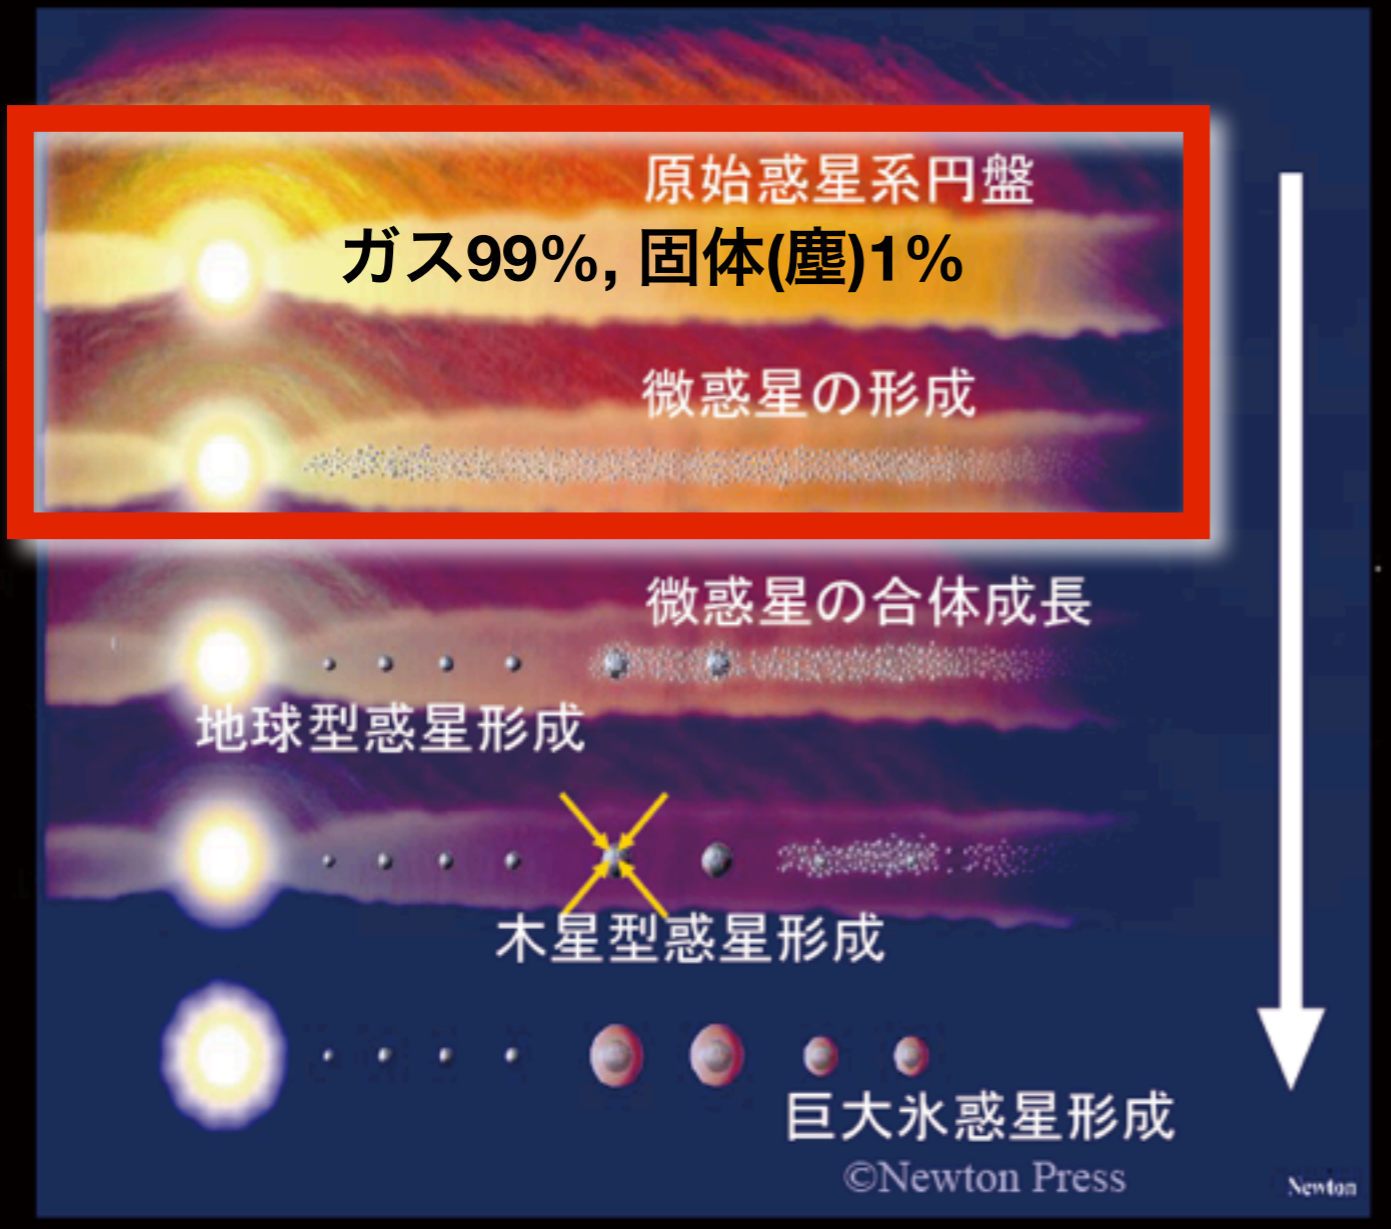 原始惑星系円盤
ガス99%, 固体(塵)1%
微惑星の形成
微惑星の合体成長
地球型惑星形成
木星型惑星形成
巨大氷惑星形成
©Newton Press
Newton